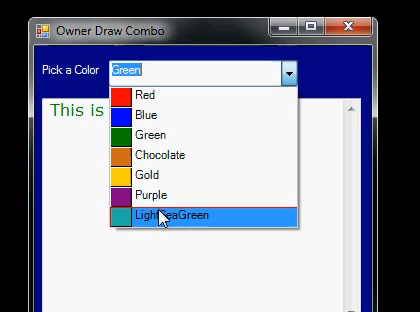 Owner Draw Combo
Pick a Color
Green
This is
Red
Blue
Green
Chocolate
Gold
Purple
LightSeaGreen